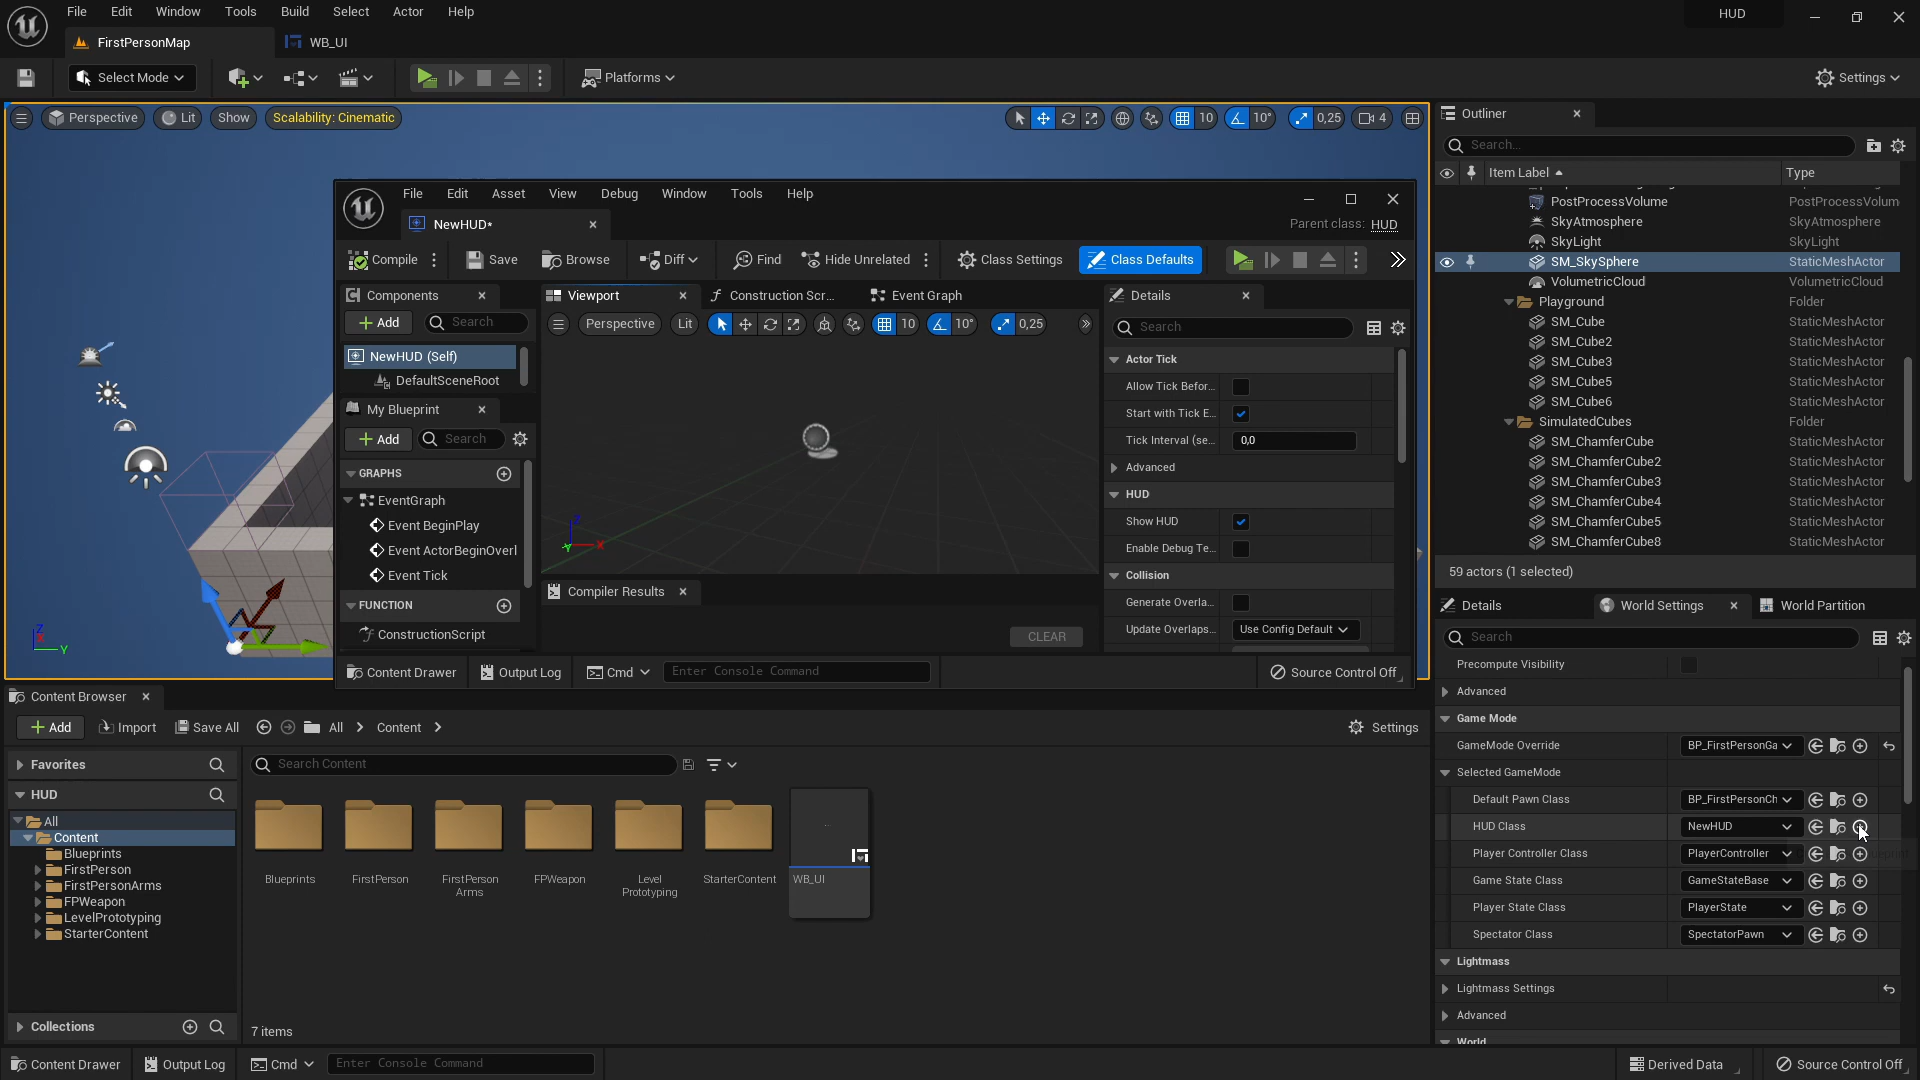 File Edit Window Tools Build Select Actor Help
HUD
FirstPersonMap
WB_UI
Select Mode
Platforms
Settings
Perspective
Lit
Show
Scalability: Cinematic
10
10°
0,25
4
File Edit Asset View Debug Window Tools Help
NewHUD*
Parent class: HUD
Compile
Save
Browse
Diff
Find
Hide Unrelated
Class Settings
Class Defaults
Components
Add
Search
NewHUD (Self)
DefaultSceneRoot
My Blueprint
Add
Search
GRAPHS
EventGraph
Event BeginPlay
Event ActorBeginOverl
Event Tick
FUNCTION
ConstructionScript
Viewport
Construction Scr...
Event Graph
Perspective
Lit
10
10°
0,25
Z
Y
X
Compiler Results
CLEAR
Details
Search
Actor Tick
Allow Tick Befor...
Start with Tick E...
Tick Interval (se... 0,0
Advanced
HUD
Show HUD
Enable Debug Te...
Collision
Generate Overla...
Update Overlaps... Use Config Default
Content Drawer
Output Log
Cmd
Enter Console Command
Source Control Off
Z
X
Y
Outliner
Search...
Item Label Type
PostProcessVolume PostProcessVolum
SkyAtmosphere SkyAtmosphere
SkyLight SkyLight
SM_SkySphere StaticMeshActor
VolumetricCloud VolumetricCloud
Playground Folder
SM_Cube StaticMeshActor
SM_Cube2 StaticMeshActor
SM_Cube3 StaticMeshActor
SM_Cube5 StaticMeshActor
SM_Cube6 StaticMeshActor
SimulatedCubes Folder
SM_ChamferCube StaticMeshActor
SM_ChamferCube2 StaticMeshActor
SM_ChamferCube3 StaticMeshActor
SM_ChamferCube4 StaticMeshActor
SM_ChamferCube5 StaticMeshActor
SM_ChamferCube8 StaticMeshActor
59 actors (1 selected)
Details
World Settings
World Partition
Search
Precompute Visibility
Advanced
Game Mode
GameMode Override BP_FirstPersonGa
Selected GameMode
Default Pawn Class BP_FirstPersonCh
HUD Class NewHUD
Player Controller Class PlayerController
Game State Class GameStateBase
Player State Class PlayerState
Spectator Class SpectatorPawn
Lightmass
Lightmass Settings
Advanced
World
Content Browser
Add
Import
Save All
All
Content
Settings
Favorites
HUD
All
Content
Blueprints
FirstPerson
FirstPersonArms
FPWeapon
LevelPrototyping
StarterContent
Collections
Search Content
Blueprints
FirstPerson
FirstPerson
Arms
FPWeapon
Level
Prototyping
StarterContent
WB_UI
7 items
Content Drawer
Output Log
Cmd
Enter Console Command
Derived Data
Source Control Off